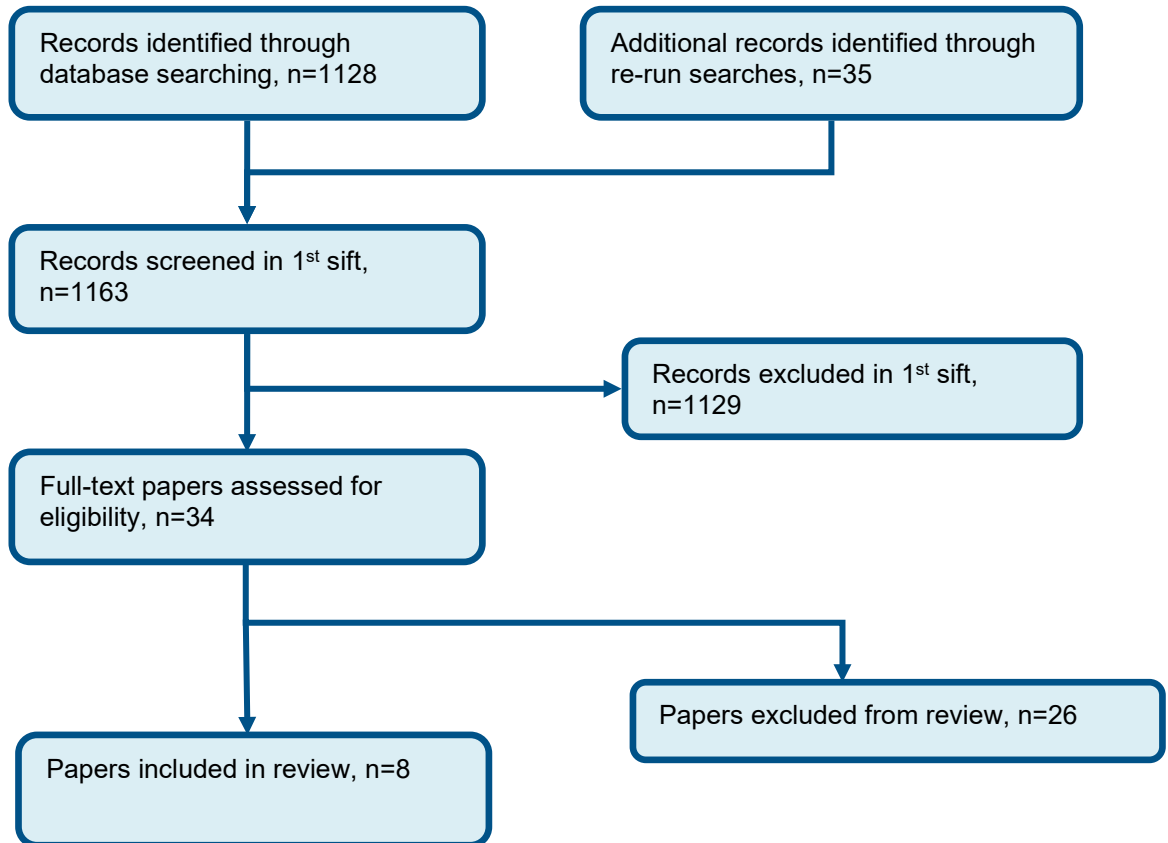 Records identified through
database searching, n=1128
Additional records identified through
re-run searches, n=35
Records screened in 1st sift,
n=1163
Records excluded in 1st sift,
n=1129
Full-text papers assessed for
eligibility, n=34
Papers excluded from review, n=26
Papers included in review, n=8